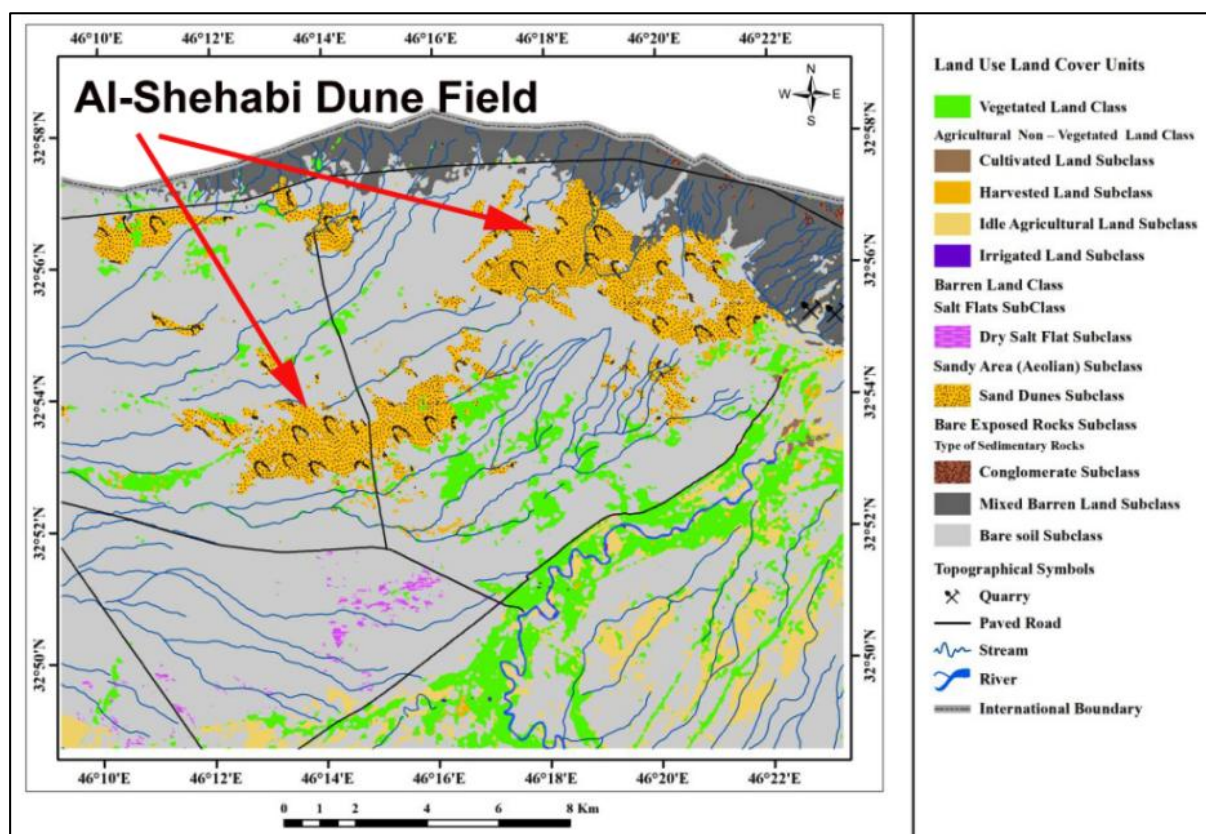 46°10'E 46°12'E 46°14'E 46°16'E 46°18'E 46°20'E 46°22'E
Al-Shehabi Dune Field
N
W E
S
32°58'N 32°58'N
32°56'N 32°56'N
32°54'N 32°54'N
32°52'N 32°52'N
32°50'N 32°50'N
46°10'E 46°12'E 46°14'E 46°16'E 46°18'E 46°20'E 46°22'E
0 1 2 4 6 8 Km
Land Use Land Cover Units
Vegetated Land Class
Agricultural Non – Vegetated Land Class
Cultivated Land Subclass
Harvested Land Subclass
Idle Agricultural Land Subclass
Irrigated Land Subclass
Barren Land Class
Salt Flats SubClass
Dry Salt Flat Subclass
Sandy Area (Aeolian) Subclass
Sand Dunes Subclass
Bare Exposed Rocks Subclass
Type of Sedimentary Rocks
Conglomerate Subclass
Mixed Barren Land Subclass
Bare soil Subclass
Topographical Symbols
Quarry
Paved Road
Stream
River
International Boundary